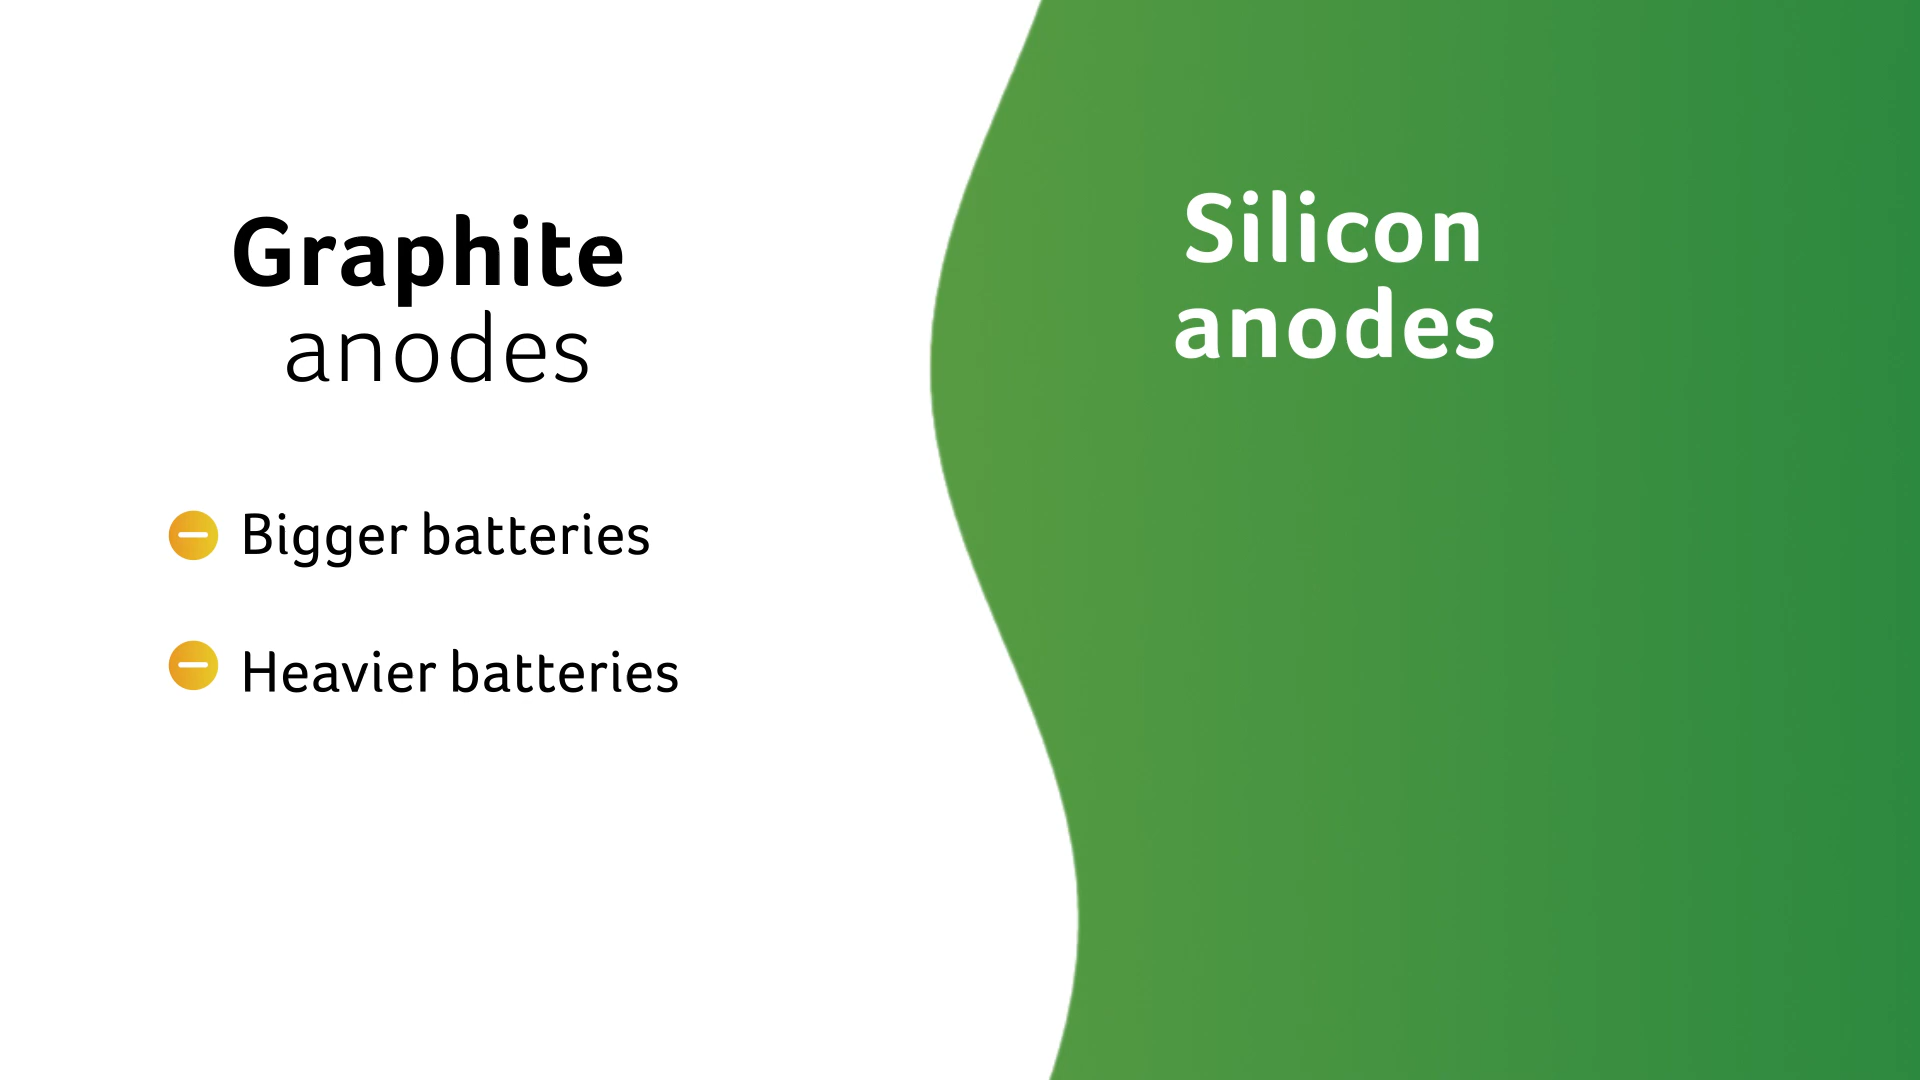 Graphite
anodes
Bigger batteries
Heavier batteries
Silicon
anodes